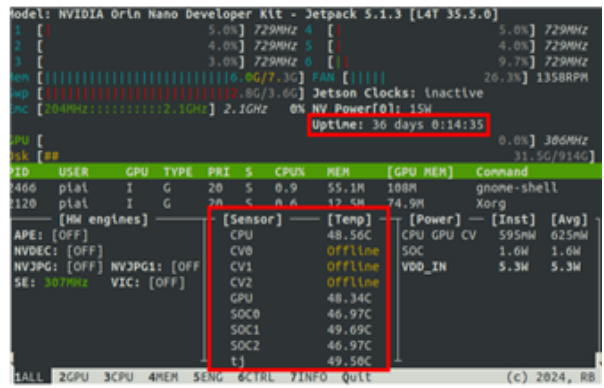 Model: NVIDIA Orin Nano Developer Kit - Jetpack 5.1.3 [L4T 35.5.0]
1 [ 5.0%] 729MHz 4 [ 5.0%] 729MHz
2 [ 4.0%] 729MHz 5 [ 4.0%] 729MHz
3 [ 3.0%] 729MHz 6 [ 9.7%] 729MHz
Mem [||||||||||||||||||||||6.0G/7.3G] FAN [||||| 26.3%] 1358RPM
Swp [ 2.8G/3.6G] Jetson Clocks: inactive
Emc [204MHz::::::::::2.1GHz] 2.1GHz 0% NV Power[0]: 15W
Uptime: 36 days 0:14:35
GPU [ 0.0%] 306MHz
Dsk [## 31.5G/914G]
PID USER GPU TYPE PRI S CPU% MEM [GPU MEM] Command
2466 piai I G 20 S 0.9 55.1M 108M gnome-shell
2120 piai I G 20 S 0.6 12.5M 74.9M Xorg
[HW engines] [Sensor] [Temp] [Power] [Inst] [Avg]
APE: [OFF] CPU 48.56C CPU GPU CV 595mW 625mW
NVDEC: [OFF] CV0 Offline SOC 1.6W 1.6W
NVJPG: [OFF] NVJPG1: [OFF CV1 Offline VDD_IN 5.3W 5.3W
SE: 307MHz VIC: [OFF] CV2 Offline
GPU 48.34C
SOC0 46.97C
SOC1 49.69C
SOC2 46.97C
tj 49.50C
1ALL 2GPU 3CPU 4MEM 5ENG 6CTRL 7INFO Quit (c) 2024, RB